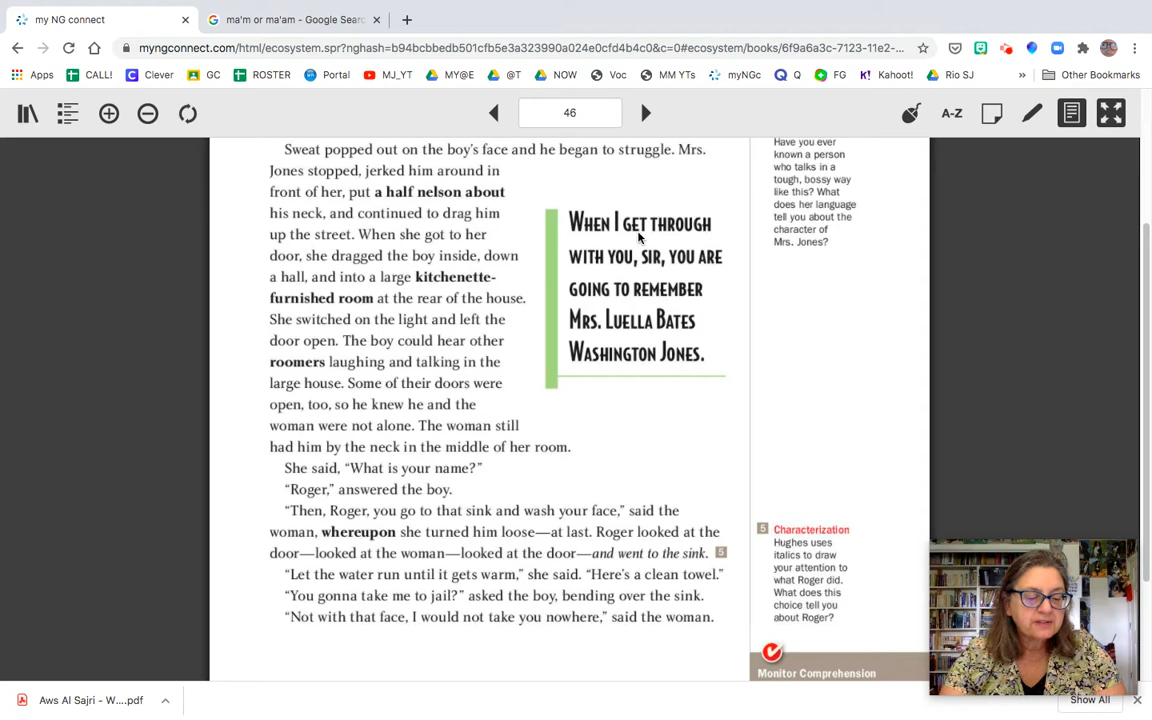 my NG connect
ma'm or ma'am - Google Searc
myngconnect.com/html/ecosystem.spr?nghash=b94bcbbedb501cfb5e3a323990a024e0cfd4b4c0&c=0#ecosystem/books/6f9a6a3c-7123-11e2-...
Apps CALL! Clever GC ROSTER Portal MJ_YT MY@E @T NOW Voc MM YTs myNGc Q FG Kahoot! Rio SJ » Other Bookmarks
46
A-Z
Sweat popped out on the boy's face and he began to struggle. Mrs.
Jones stopped, jerked him around in
front of her, put a half nelson about
his neck, and continued to drag him
up the street. When she got to her
door, she dragged the boy inside, down
a hall, and into a large kitchenette-
furnished room at the rear of the house.
She switched on the light and left the
door open. The boy could hear other
roomers laughing and talking in the
large house. Some of their doors were
open, too, so he knew he and the
woman were not alone. The woman still
had him by the neck in the middle of her room.
She said, “What is your name?”
“Roger,” answered the boy.
“Then, Roger, you go to that sink and wash your face,” said the
woman, whereupon she turned him loose—at last. Roger looked at the
door—looked at the woman—looked at the door—and went to the sink. 5
“Let the water run until it gets warm,” she said. “Here's a clean towel.”
“You gonna take me to jail?” asked the boy, bending over the sink.
“Not with that face, I would not take you nowhere,” said the woman.
When I get through
with you, sir, you are
going to remember
Mrs. Luella Bates
Washington Jones.
Have you ever
known a person
who talks in a
tough, bossy way
like this? What
does her language
tell you about the
character of
Mrs. Jones?
5 Characterization
Hughes uses
italics to draw
your attention to
what Roger did.
What does this
choice tell you
about Roger?
Monitor Comprehension
Aws Al Sajri - W....pdf
Show All